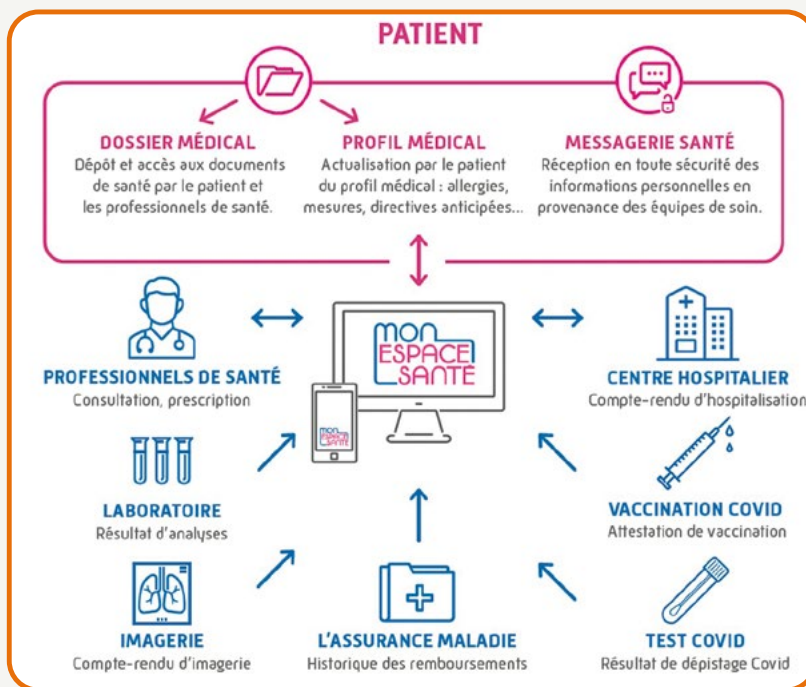 PATIENT
DOSSIER MÉDICAL
Dépôt et accès aux documents
de santé par le patient et
les professionnels de santé.
PROFIL MÉDICAL
Actualisation par le patient
du profil médical : allergies,
mesures, directives anticipées...
MESSAGERIE SANTÉ
Réception en toute sécurité des
informations personnelles en
provenance des équipes de soin.
MON
ESPACE
SANTÉ
MON
ESPACE
SANTÉ
PROFESSIONNELS DE SANTÉ
Consultation, prescription
CENTRE HOSPITALIER
Compte-rendu d'hospitalisation
LABORATOIRE
Résultat d'analyses
VACCINATION COVID
Attestation de vaccination
IMAGERIE
Compte-rendu d'imagerie
L'ASSURANCE MALADIE
Historique des remboursements
TEST COVID
Résultat de dépistage Covid